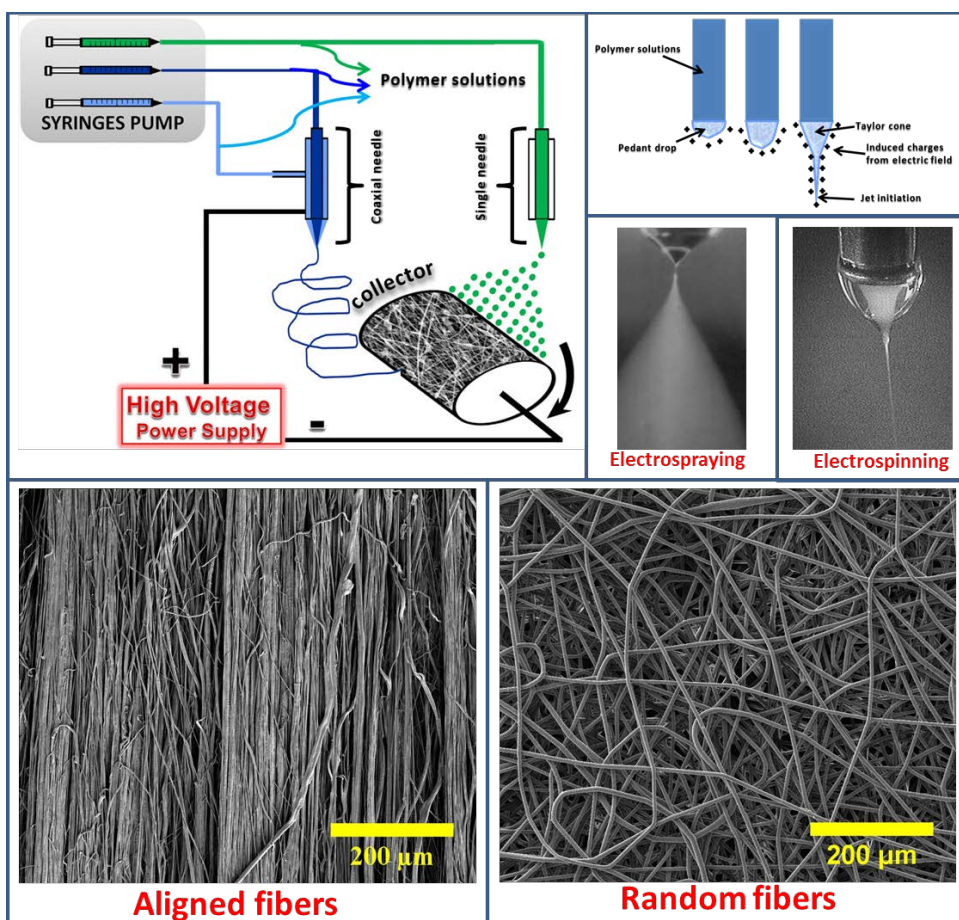 SYRINGES PUMP
Polymer solutions
Coaxial needle
Single needle
collector
+
High Voltage
Power Supply
-
Polymer solutions
Pedant drop
Taylor cone
Induced charges
from electric field
Jet initiation
Electrospraying
Electrospinning
200 µm
Aligned fibers
200 µm
Random fibers